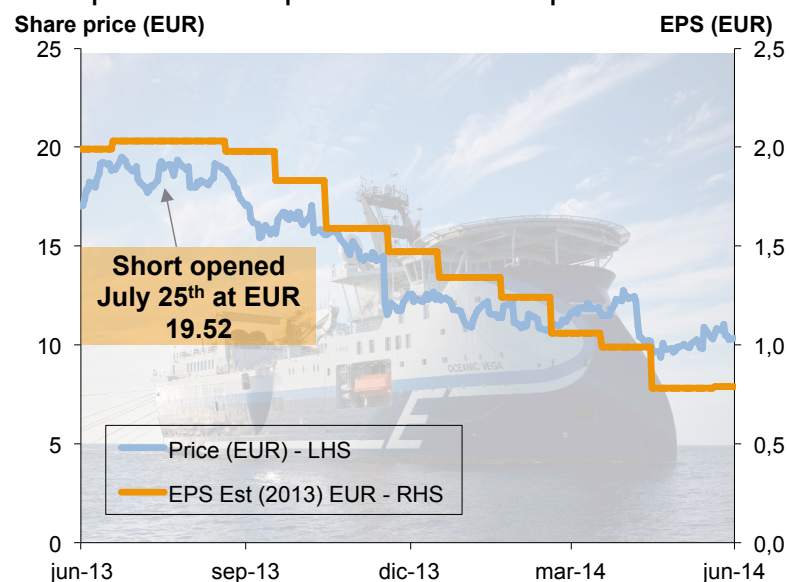 Share price (EUR)
EPS (EUR)
25
20
15
10
5
0
2,5
2,0
1,5
1,0
0,5
0,0
Short opened
July 25th at EUR
19.52
OCEANIC VEGA
Price (EUR) - LHS
EPS Est (2013) EUR - RHS
jun-13
sep-13
dic-13
mar-14
jun-14